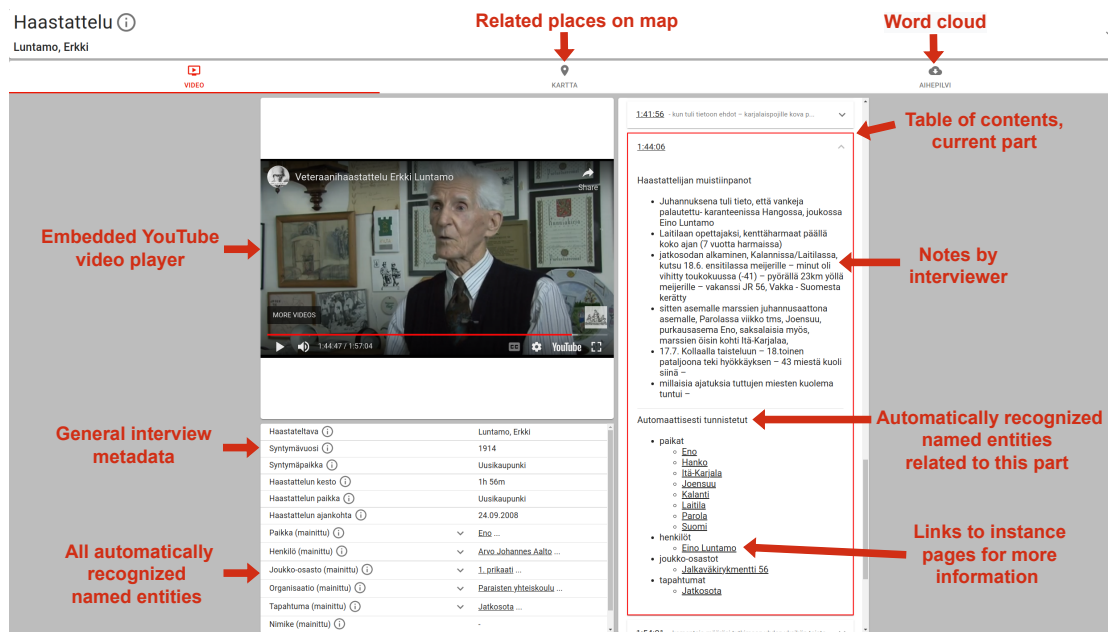 Haastattelu
Luntamo, Erkki
Related places on map
Word cloud
VIDEO
KARTTA
AIHEPILVI
Embedded YouTube
video player
Veteraanihaastattelu Erkki Luntamo
Share
MORE VIDEOS
1:44:47 / 1:57:04
CC
YouTube
General interview
metadata
All automatically
recognized
named entities
Haastateltava Luntamo, Erkki
Syntymävuosi 1914
Syntymäpaikka Uusikaupunki
Haastattelun kesto 1h 56m
Haastattelun paikka Uusikaupunki
Haastattelun ajankohta 24.09.2008
Paikka (mainittu) Eno ...
Henkilö (mainittu) Arvo Johannes Aalto ...
Joukko-osasto (mainittu) 1. prikaati ...
Organisaatio (mainittu) Paraisten yhteiskoulu ...
Tapahtuma (mainittu) Jatkosota ...
Nimike (mainittu) -
1:41:56 - kun tuli tietoon ehdot – karjalaispojille kova p...
1:44:06
Haastattelijan muistiinpanot
• Juhannuksena tuli tieto, että vankeja
palautettu- karanteenissa Hangossa, joukossa
Eino Luntamo
• Laitilaan opettajaksi, kenttäharmaat päällä
koko ajan (7 vuotta harmaissa)
• jatkosodan alkaminen, Kalannissa/Laitilassa,
kutsu 18.6. ensitilassa meijerille – minut oli
vihitty toukokuussa (-41) – pyörällä 23km yöllä
meijerille – vakanssi JR 56, Vakka - Suomesta
kerätty
• sitten asemalle marssien juhannusaattona
asemalle, Parolassa viikko tms, Joensuu,
purkausasema Eno, saksalaisia myös,
marssien öisin kohti Itä-Karjalaa,
• 17.7. Kollaalla taisteluun – 18.toinen
pataljoona teki hyökkäyksen – 43 miestä kuoli
siinä –
• millaisia ajatuksia tuttujen miesten kuolema
tuntui –
Automaattisesti tunnistetut
• paikat
Eno
Hanko
Itä-Karjala
Joensuu
Kalanti
Laitila
Parola
Suomi
• henkilöt
Eino Luntamo
• joukko-osastot
Jalkaväkirykmentti 56
• tapahtumat
Jatkosota
Table of contents,
current part
Notes by
interviewer
Automatically recognized
named entities
related to this part
Links to instance
pages for more
information